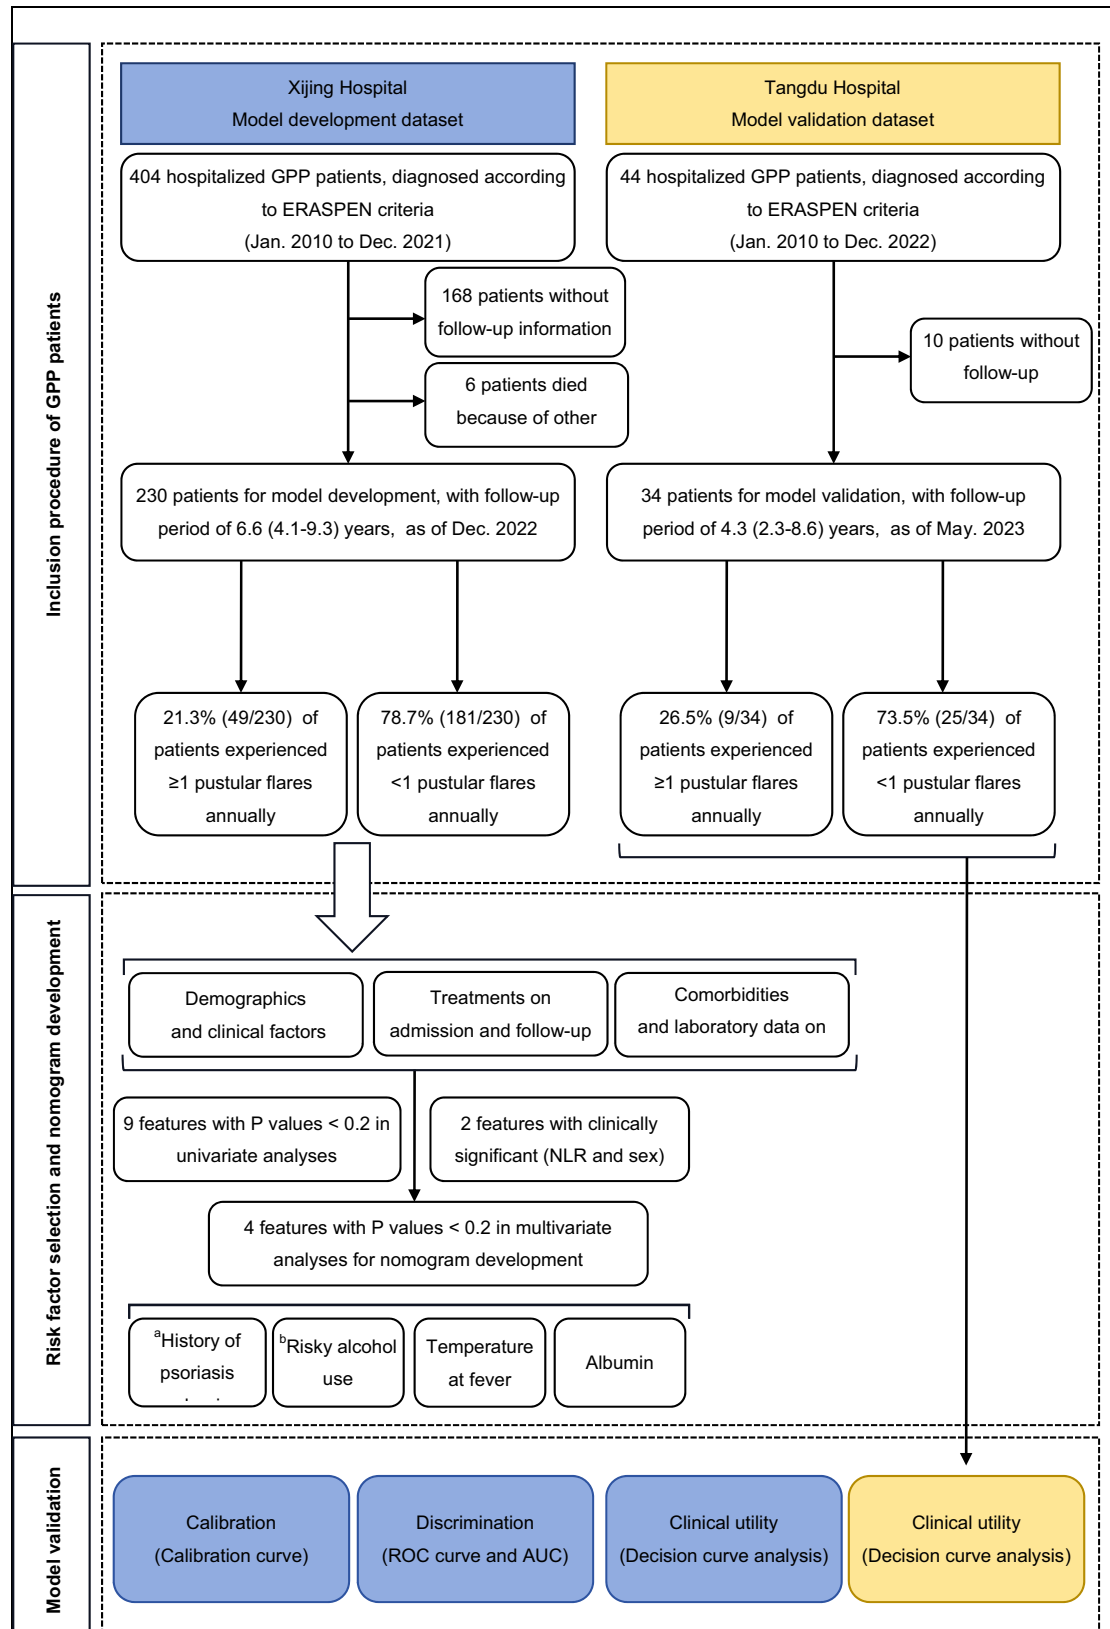 Inclusion procedure of GPP patients
Xijing Hospital
Model development dataset
Tangdu Hospital
Model validation dataset
404 hospitalized GPP patients, diagnosed according
to ERASPEN criteria
(Jan. 2010 to Dec. 2021)
44 hospitalized GPP patients, diagnosed according
to ERASPEN criteria
(Jan. 2010 to Dec. 2022)
168 patients without
follow-up information
10 patients without
follow-up
6 patients died
because of other
230 patients for model development, with follow-up
period of 6.6 (4.1-9.3) years, as of Dec. 2022
34 patients for model validation, with follow-up
period of 4.3 (2.3-8.6) years, as of May. 2023
21.3% (49/230) of
patients experienced
≥1 pustular flares
annually
78.7% (181/230) of
patients experienced
<1 pustular flares
annually
26.5% (9/34) of
patients experienced
≥1 pustular flares
annually
73.5% (25/34) of
patients experienced
<1 pustular flares
annually
Risk factor selection and nomogram development
Demographics
and clinical factors
Treatments on
admission and follow-up
Comorbidities
and laboratory data on
9 features with P values < 0.2 in
univariate analyses
2 features with clinically
significant (NLR and sex)
4 features with P values < 0.2 in multivariate
analyses for nomogram development
aHistory of
psoriasis
bRisky alcohol
use
Temperature
at fever
Albumin
Model validation
Calibration
(Calibration curve)
Discrimination
(ROC curve and AUC)
Clinical utility
(Decision curve analysis)
Clinical utility
(Decision curve analysis)